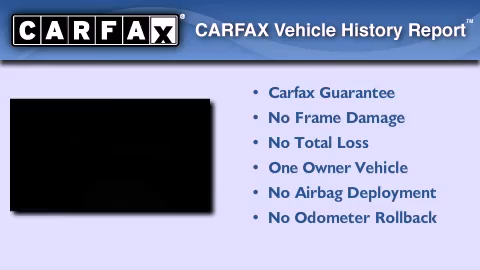 CARFAX® CARFAX Vehicle History Report™
• Carfax Guarantee
• No Frame Damage
• No Total Loss
• One Owner Vehicle
• No Airbag Deployment
• No Odometer Rollback